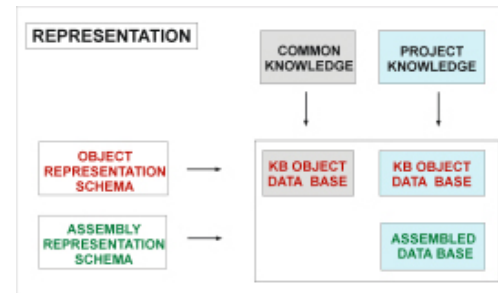 REPRESENTATION
COMMON
KNOWLEDGE
PROJECT
KNOWLEDGE
OBJECT
REPRESENTATION
SCHEMA
KB OBJECT
DATA BASE
KB OBJECT
DATA BASE
ASSEMBLY
REPRESENTATION
SCHEMA
ASSEMBLED
DATA BASE